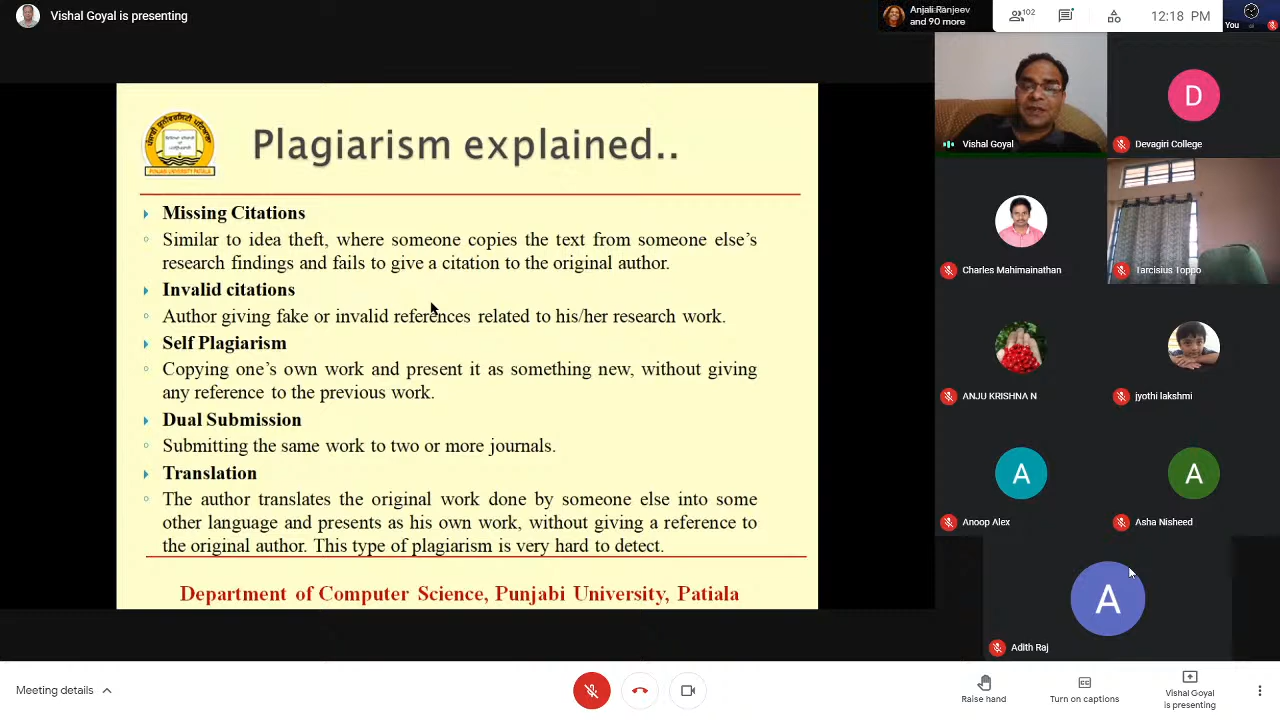 Vishal Goyal is presenting
Anjali Ranjeev
and 90 more
102
12:18 PM
You
Plagiarism explained..
PUNJABI UNIVERSITY PATIALA
Missing Citations
Similar to idea theft, where someone copies the text from someone else's
research findings and fails to give a citation to the original author.
Invalid citations
Author giving fake or invalid references related to his/her research work.
Self Plagiarism
Copying one's own work and present it as something new, without giving
any reference to the previous work.
Dual Submission
Submitting the same work to two or more journals.
Translation
The author translates the original work done by someone else into some
other language and presents as his own work, without giving a reference to
the original author. This type of plagiarism is very hard to detect.
Department of Computer Science, Punjabi University, Patiala
Vishal Goyal
D
Devagiri College
Charles Mahimainathan
Tarcisius Toppo
ANJU KRISHNA N
jyothi lakshmi
A
Anoop Alex
A
Asha Nisheed
A
Adith Raj
Meeting details
Raise hand
CC
Turn on captions
Vishal Goyal
is presenting